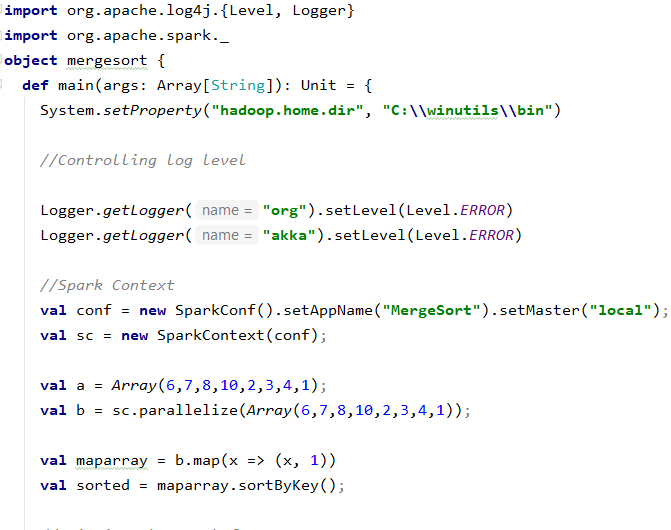 import org.apache.log4j.{Level, Logger}
import org.apache.spark._
object mergesort {
def main(args: Array[String]): Unit = {
System.setProperty("hadoop.home.dir", "C:\\winutils\\bin")
//Controlling log level
Logger.getLogger( name = "org").setLevel(Level.ERROR)
Logger.getLogger( name = "akka").setLevel(Level.ERROR)
//Spark Context
val conf = new SparkConf().setAppName("MergeSort").setMaster("local");
val sc = new SparkContext(conf);
val a = Array(6,7,8,10,2,3,4,1);
val b = sc.parallelize(Array(6,7,8,10,2,3,4,1));
val maparray = b.map(x => (x, 1))
val sorted = maparray.sortByKey();